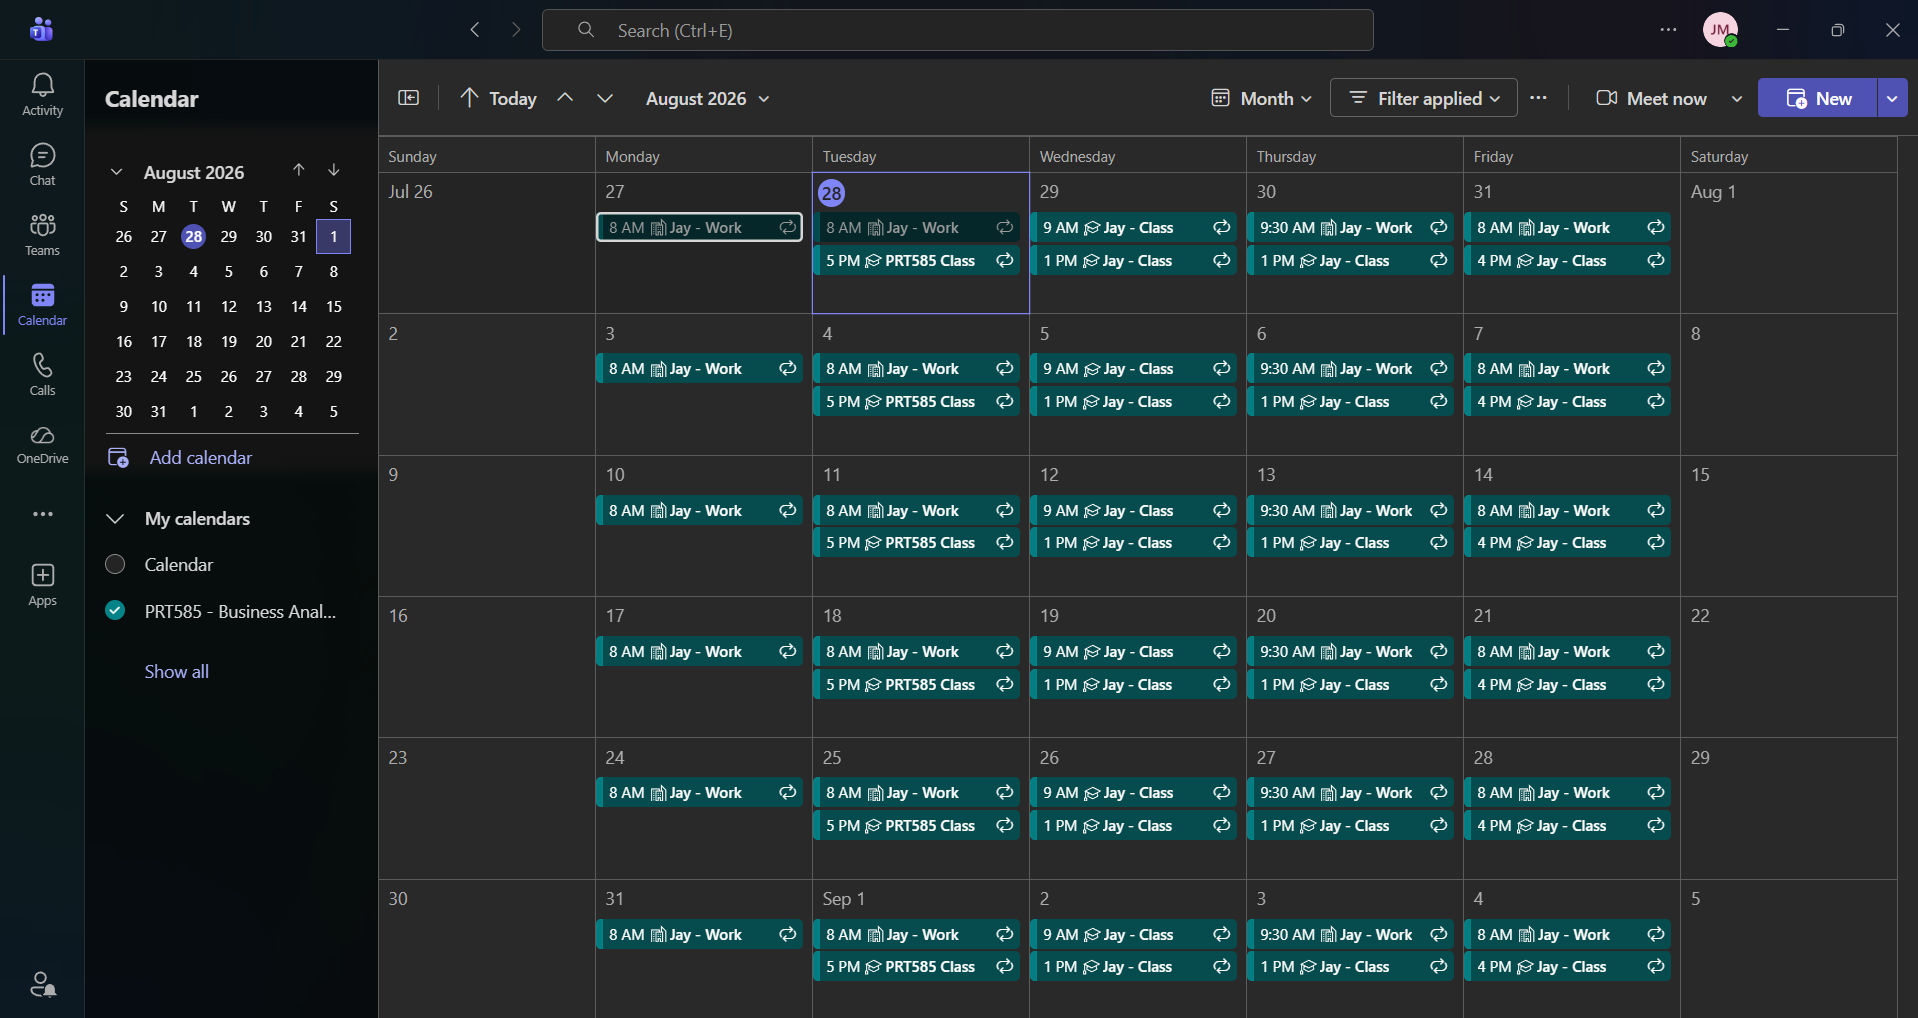 Search (Ctrl+E)
JM
Activity
Chat
Teams
Calendar
Calls
OneDrive
Apps
Calendar
August 2026
S M T W T F S
26 27 28 29 30 31 1
2 3 4 5 6 7 8
9 10 11 12 13 14 15
16 17 18 19 20 21 22
23 24 25 26 27 28 29
30 31 1 2 3 4 5
Add calendar
My calendars
Calendar
PRT585 - Business Anal...
Show all
Today August 2026 Month Filter applied Meet now New
Sunday Monday Tuesday Wednesday Thursday Friday Saturday
Jul 26 27 28 29 30 31 Aug 1
8 AM Jay - Work 8 AM Jay - Work 9 AM Jay - Class 9:30 AM Jay - Work 8 AM Jay - Work
5 PM PRT585 Class 1 PM Jay - Class 1 PM Jay - Class 4 PM Jay - Class
2 3 4 5 6 7 8
8 AM Jay - Work 8 AM Jay - Work 9 AM Jay - Class 9:30 AM Jay - Work 8 AM Jay - Work
5 PM PRT585 Class 1 PM Jay - Class 1 PM Jay - Class 4 PM Jay - Class
9 10 11 12 13 14 15
8 AM Jay - Work 8 AM Jay - Work 9 AM Jay - Class 9:30 AM Jay - Work 8 AM Jay - Work
5 PM PRT585 Class 1 PM Jay - Class 1 PM Jay - Class 4 PM Jay - Class
16 17 18 19 20 21 22
8 AM Jay - Work 8 AM Jay - Work 9 AM Jay - Class 9:30 AM Jay - Work 8 AM Jay - Work
5 PM PRT585 Class 1 PM Jay - Class 1 PM Jay - Class 4 PM Jay - Class
23 24 25 26 27 28 29
8 AM Jay - Work 8 AM Jay - Work 9 AM Jay - Class 9:30 AM Jay - Work 8 AM Jay - Work
5 PM PRT585 Class 1 PM Jay - Class 1 PM Jay - Class 4 PM Jay - Class
30 31 Sep 1 2 3 4 5
8 AM Jay - Work 8 AM Jay - Work 9 AM Jay - Class 9:30 AM Jay - Work 8 AM Jay - Work
5 PM PRT585 Class 1 PM Jay - Class 1 PM Jay - Class 4 PM Jay - Class